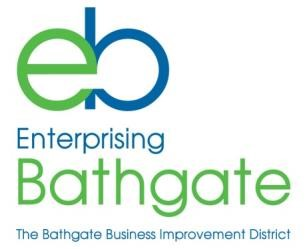 eb
Enterprising
Bathgate
The Bathgate Business Improvement District